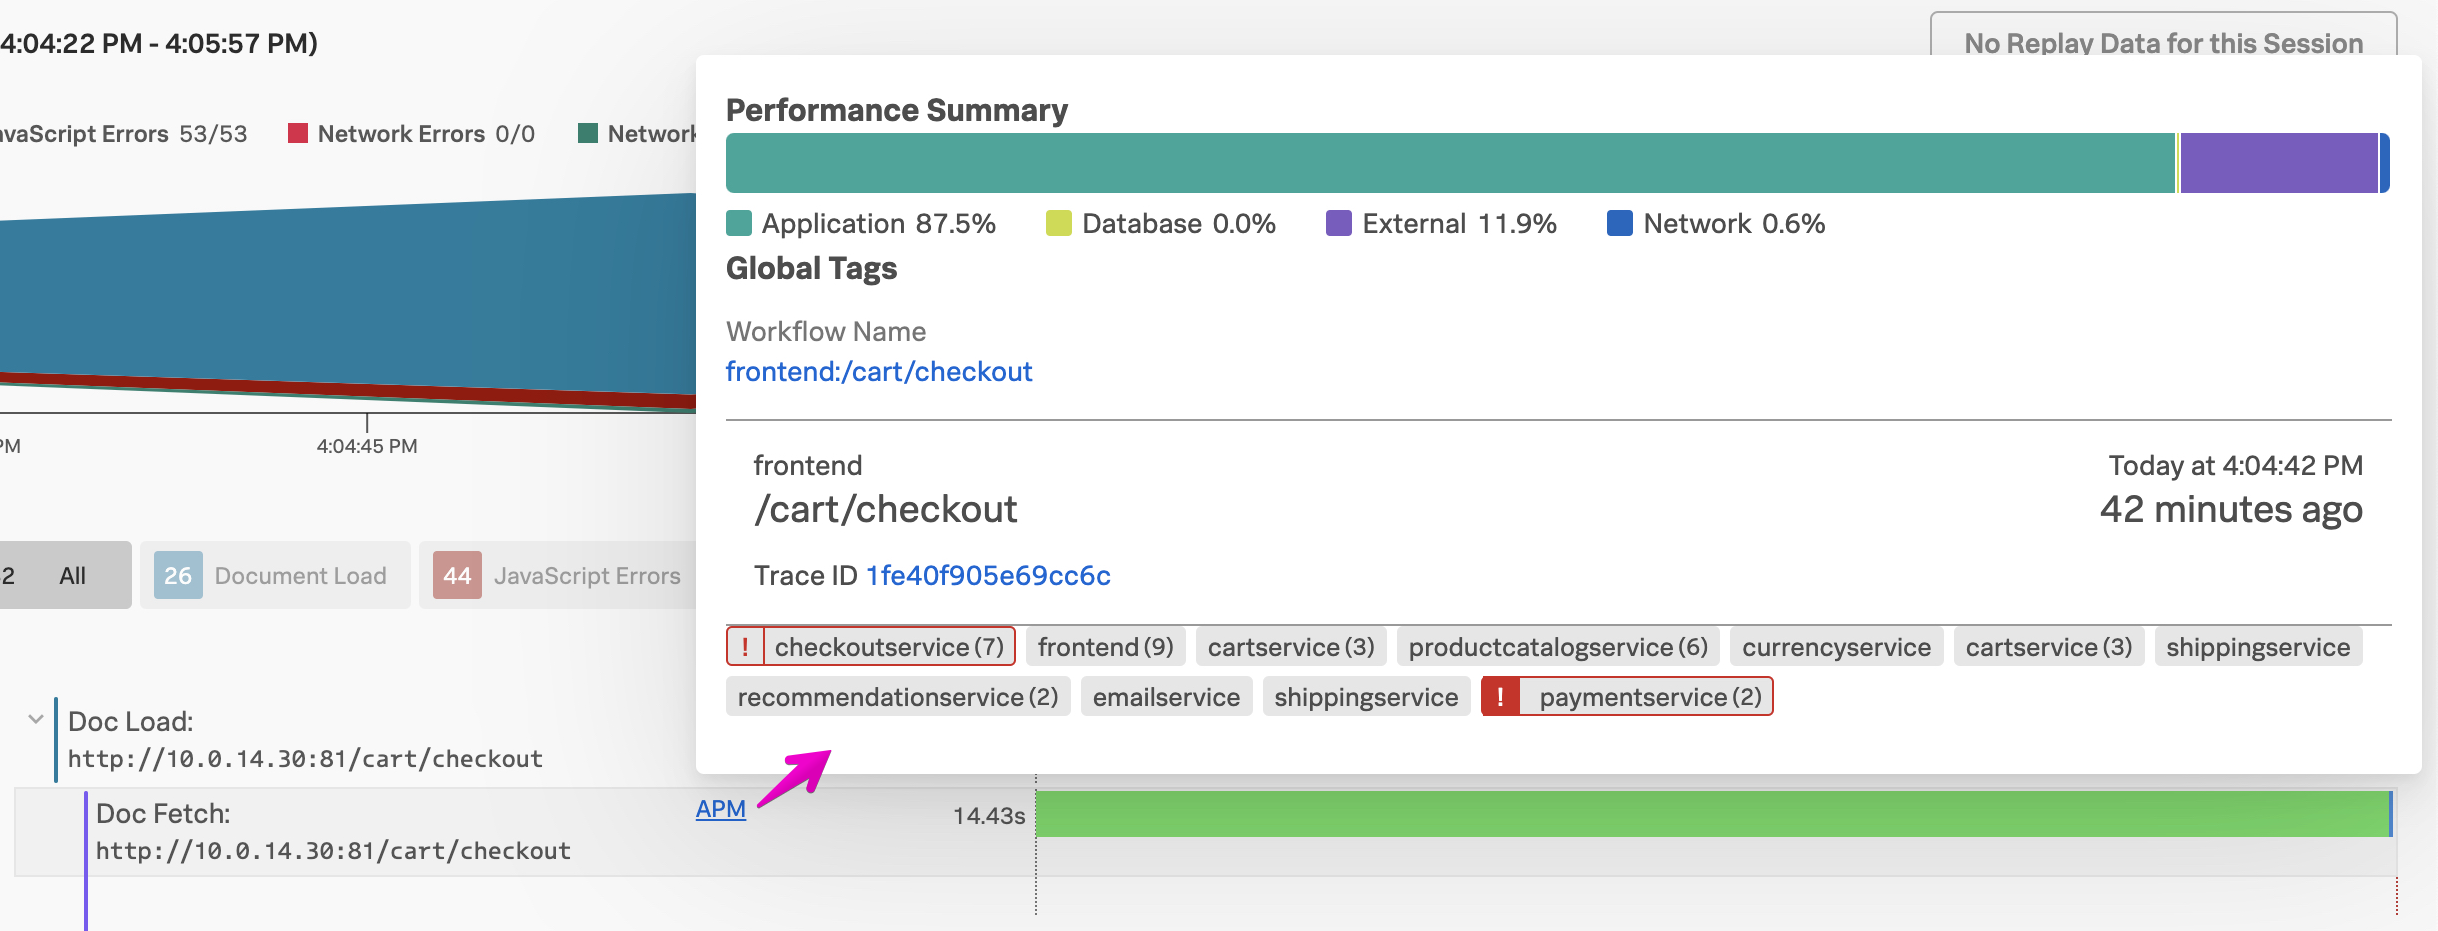 4:04:22 PM - 4:05:57 PM)
No Replay Data for this Session
vaScript Errors 53/53
Network Errors 0/0
Network
PM
4:04:45 PM
2 All
26 Document Load
44 JavaScript Errors
Performance Summary
Application 87.5%
Database 0.0%
External 11.9%
Network 0.6%
Global Tags
Workflow Name
frontend:/cart/checkout
frontend
Today at 4:04:42 PM
/cart/checkout
42 minutes ago
Trace ID 1fe40f905e69cc6c
! checkoutservice (7) frontend (9) cartservice (3) productcatalogservice (6) currencyservice cartservice (3) shippingservice
recommendationservice (2) emailservice shippingservice ! paymentservice (2)
Doc Load:
http://10.0.14.30:81/cart/checkout
Doc Fetch:
http://10.0.14.30:81/cart/checkout
APM
14.43s